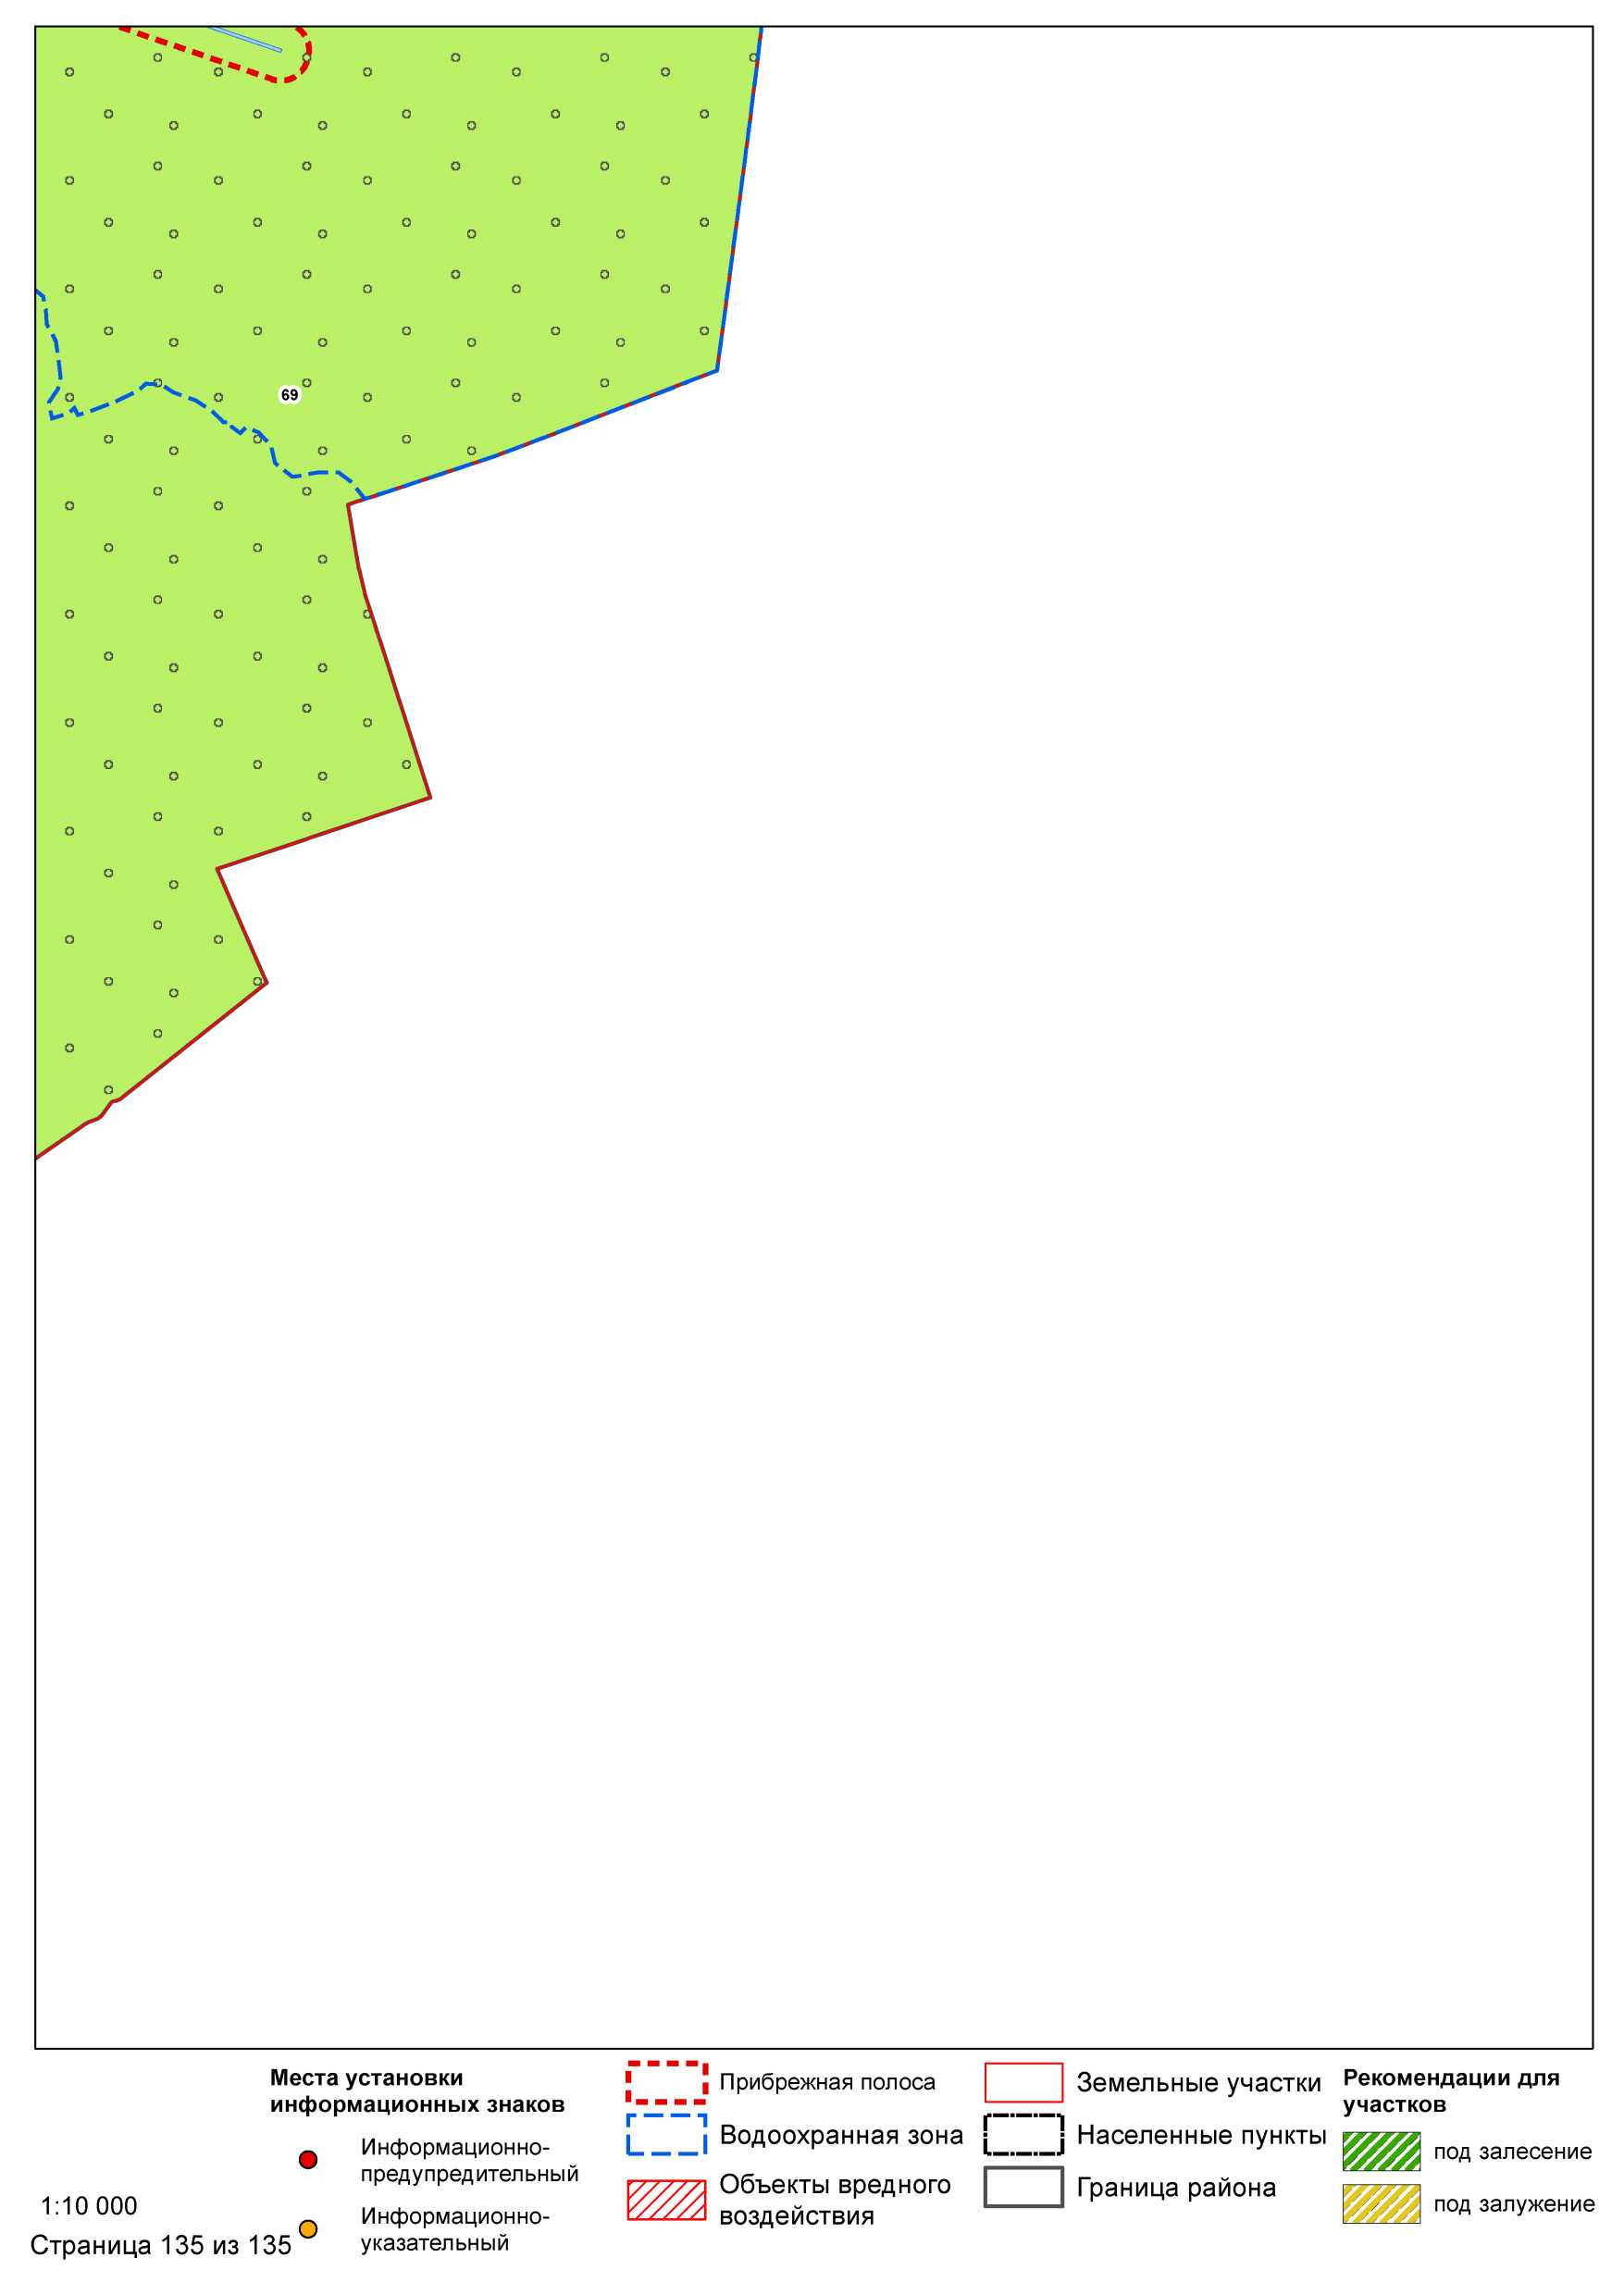 69
Места установки
информационных знаков
Информационно-
предупредительный
Информационно-
указательный
Прибрежная полоса
Водоохранная зона
Объекты вредного
воздействия
Земельные участки
Населенные пункты
Граница района
Рекомендации для
участков
под залесение
под залужение
1:10 000
Страница 135 из 135